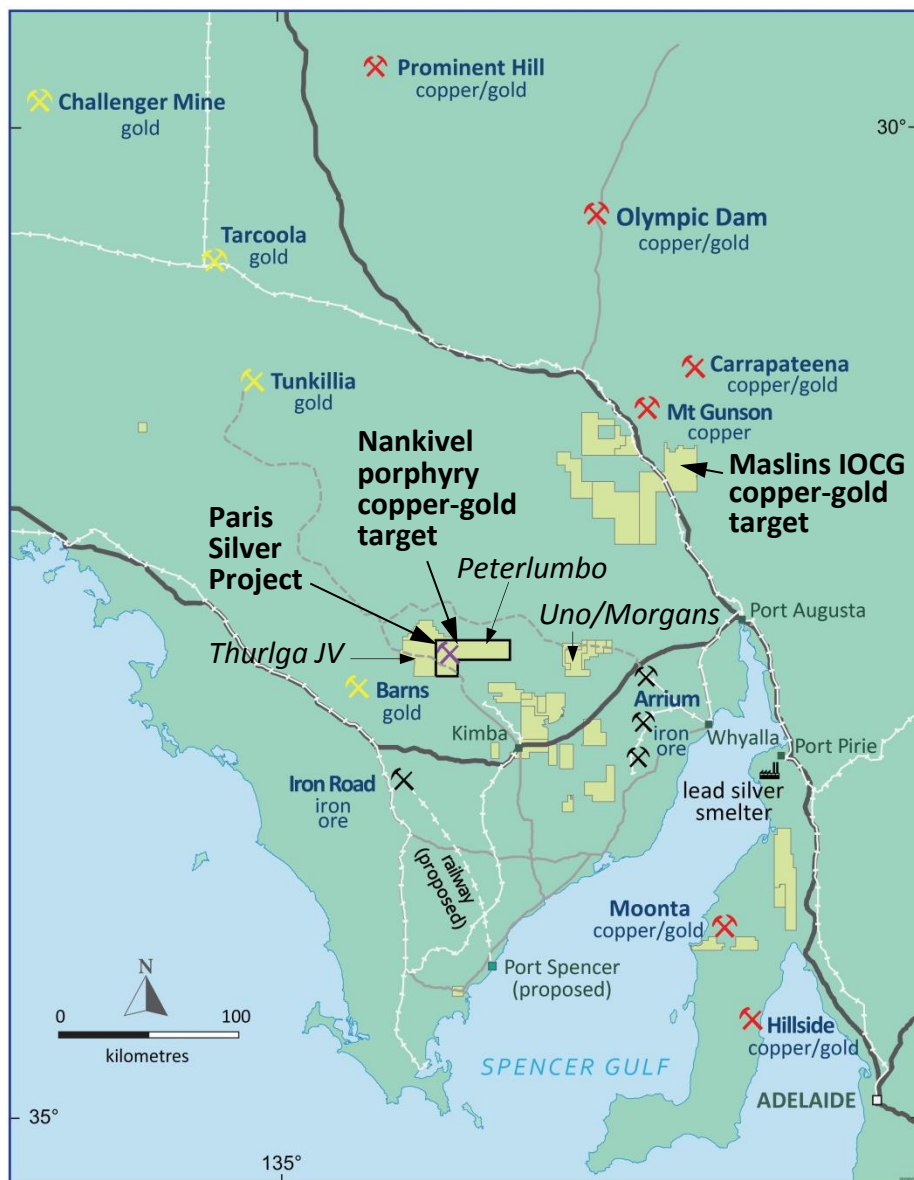 Prominent Hill
copper/gold
Challenger Mine
gold
30°
Olympic Dam
copper/gold
Tarcoola
gold
Carrapateena
copper/gold
Tunkillia
gold
Mt Gunson
copper
Nankivel
porphyry
copper-gold
target
Maslins IOCG
copper-gold
target
Paris
Silver
Project
Peterlumbo
Uno/Morgans
Port Augusta
Thurlga JV
Barns
gold
Arrium
iron
ore
Kimba
Whyalla
Port Pirie
lead silver
smelter
Iron Road
iron
ore
railway
(proposed)
Moonta
copper/gold
Port Spencer
(proposed)
N
0 100
kilometres
Hillside
copper/gold
SPENCER GULF
ADELAIDE
35°
135°